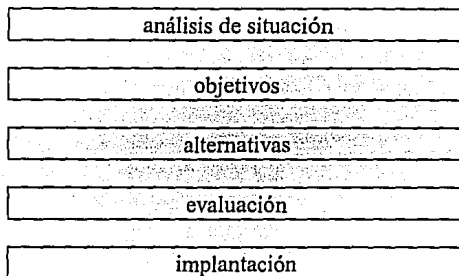 análisis de situación
objetivos
alternativas
evaluación
implantación